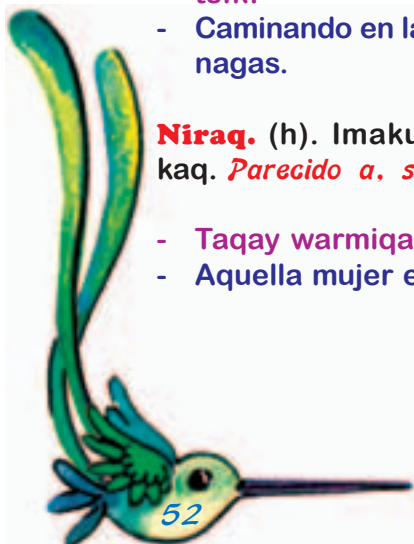 - Caminando en la
nagas.
Niraq. (h). Imaku
kaq. Parecido a, s
- Taqay warmiqa
- Aquella mujer e
52